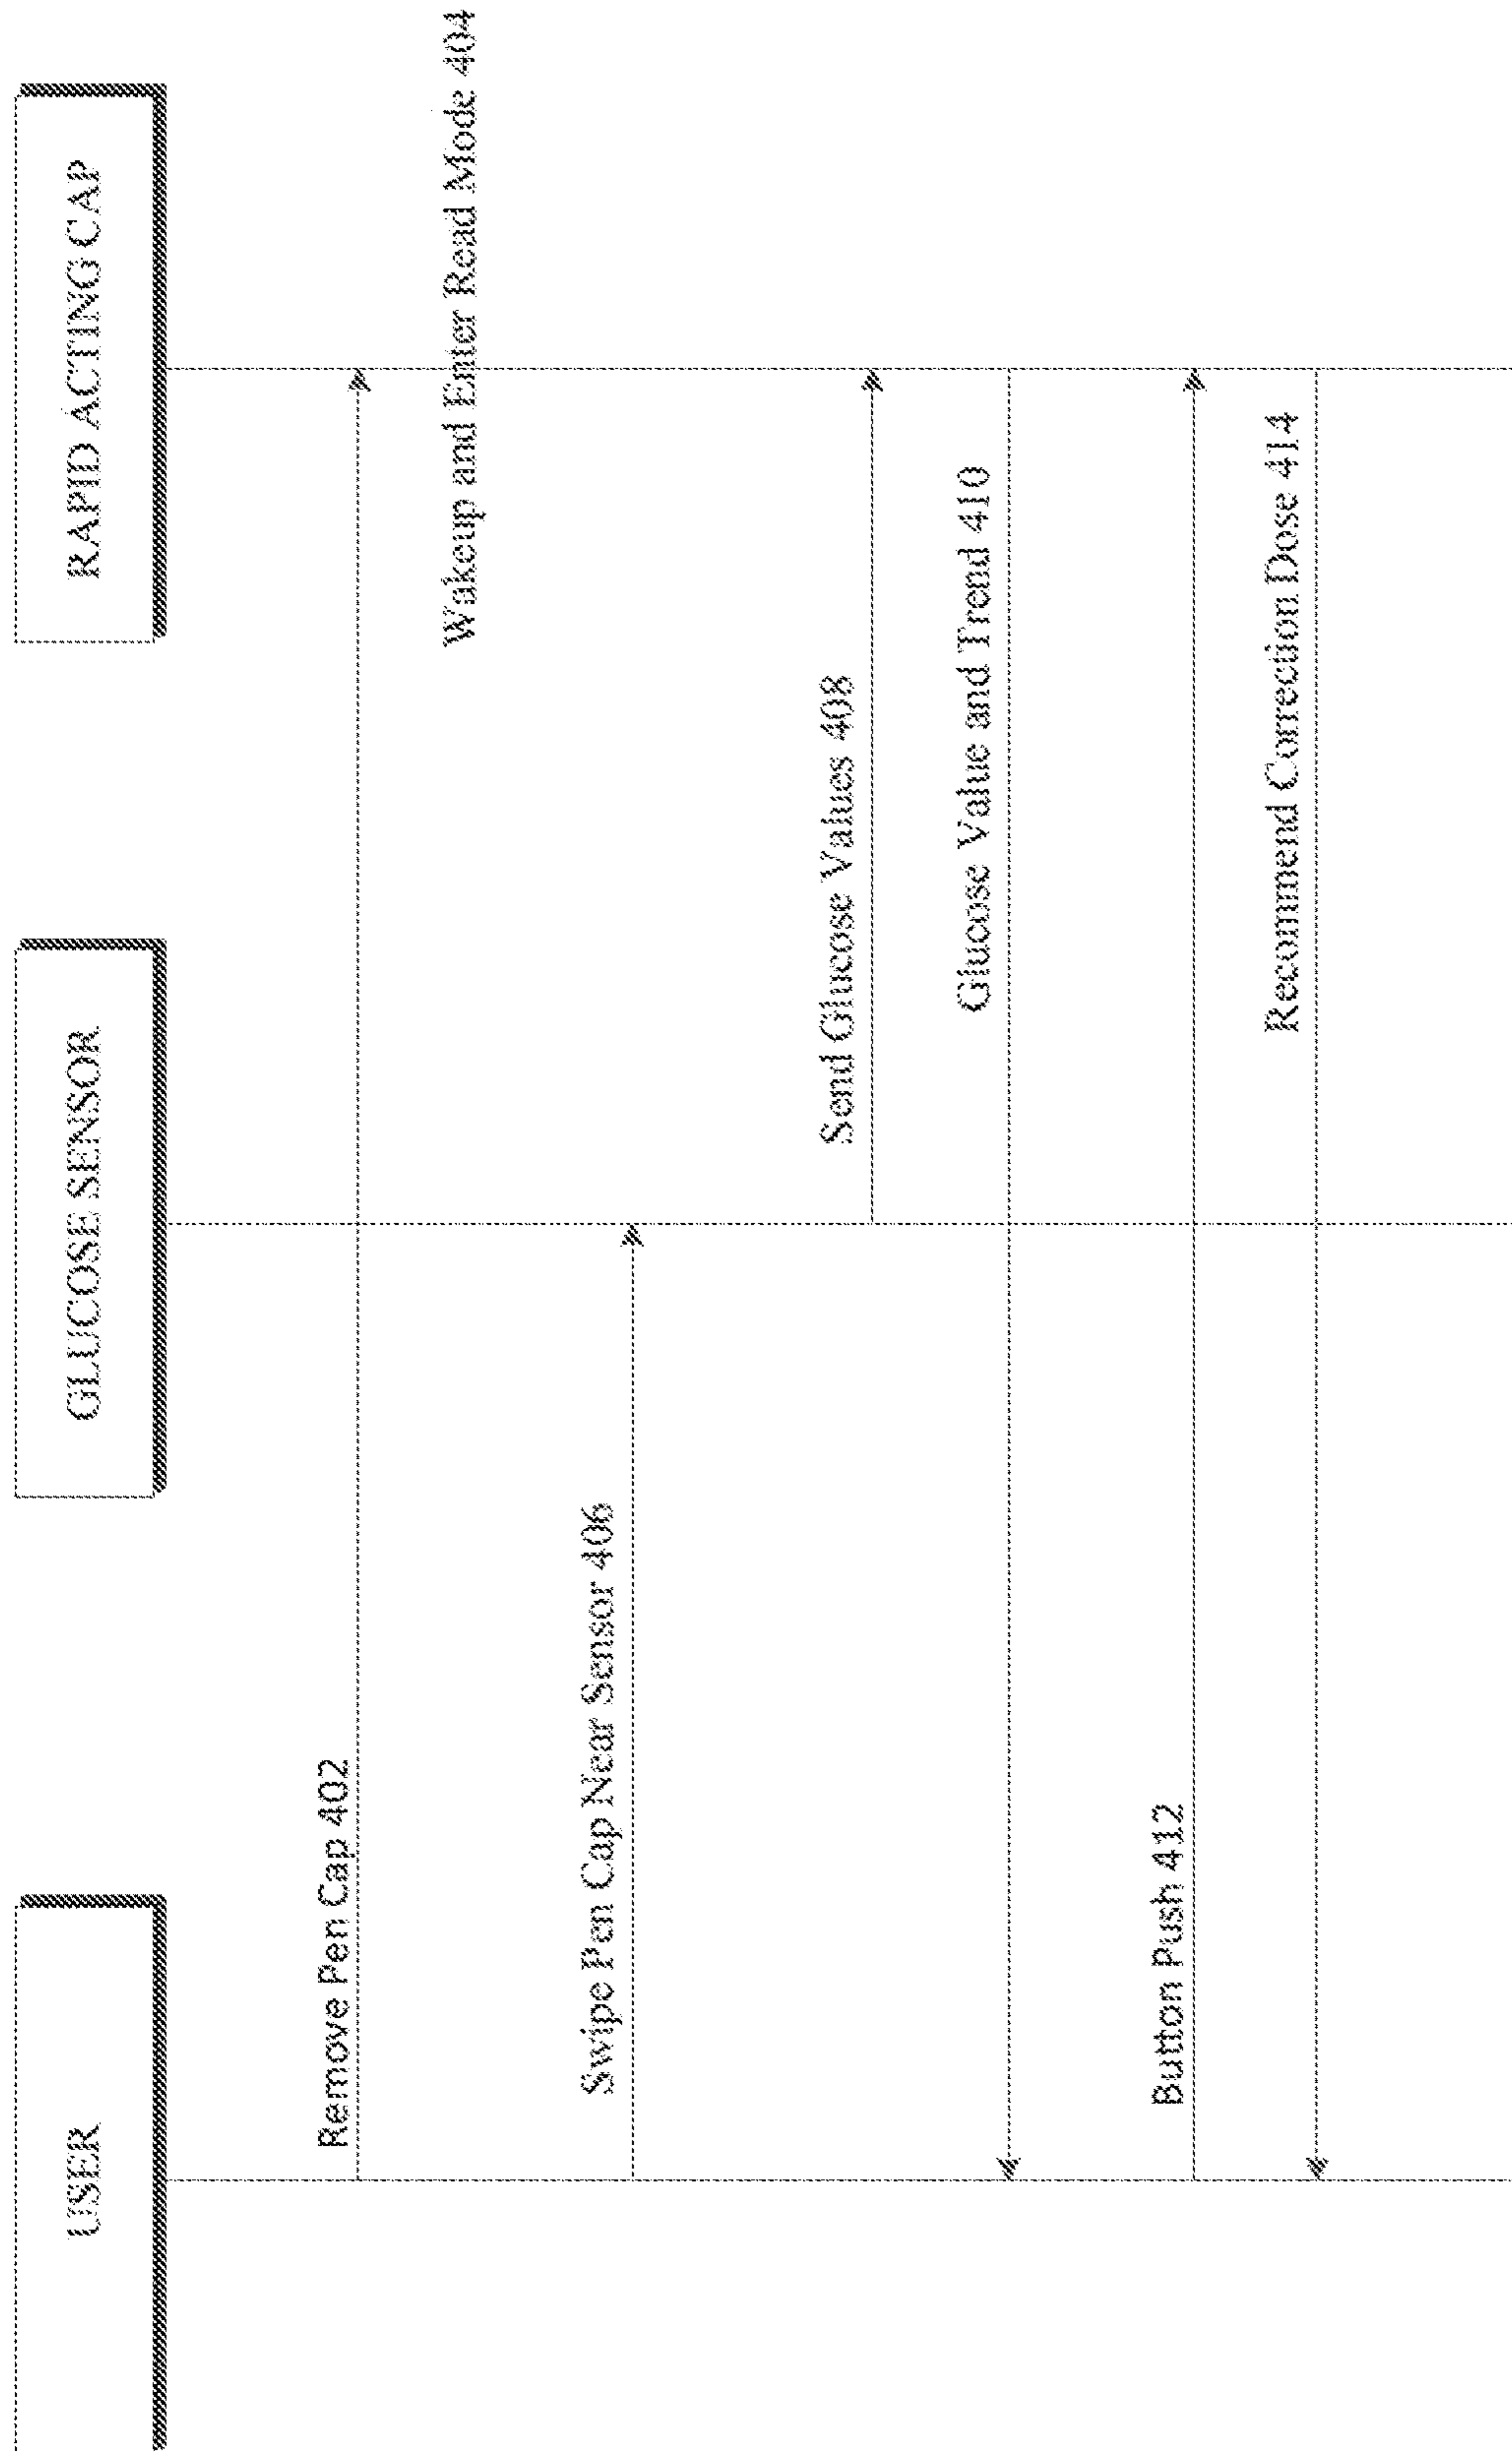 USER
GLUCOSE SENSOR
RAPID ACTING CAP
Remove Pen Cap 402
Wakeup and Enter Read Mode 404
Swipe Pen Cap Near Sensor 406
Send Glucose Values 408
Glucose Value and Trend 410
Button Push 412
Recommend Correction Dose 414